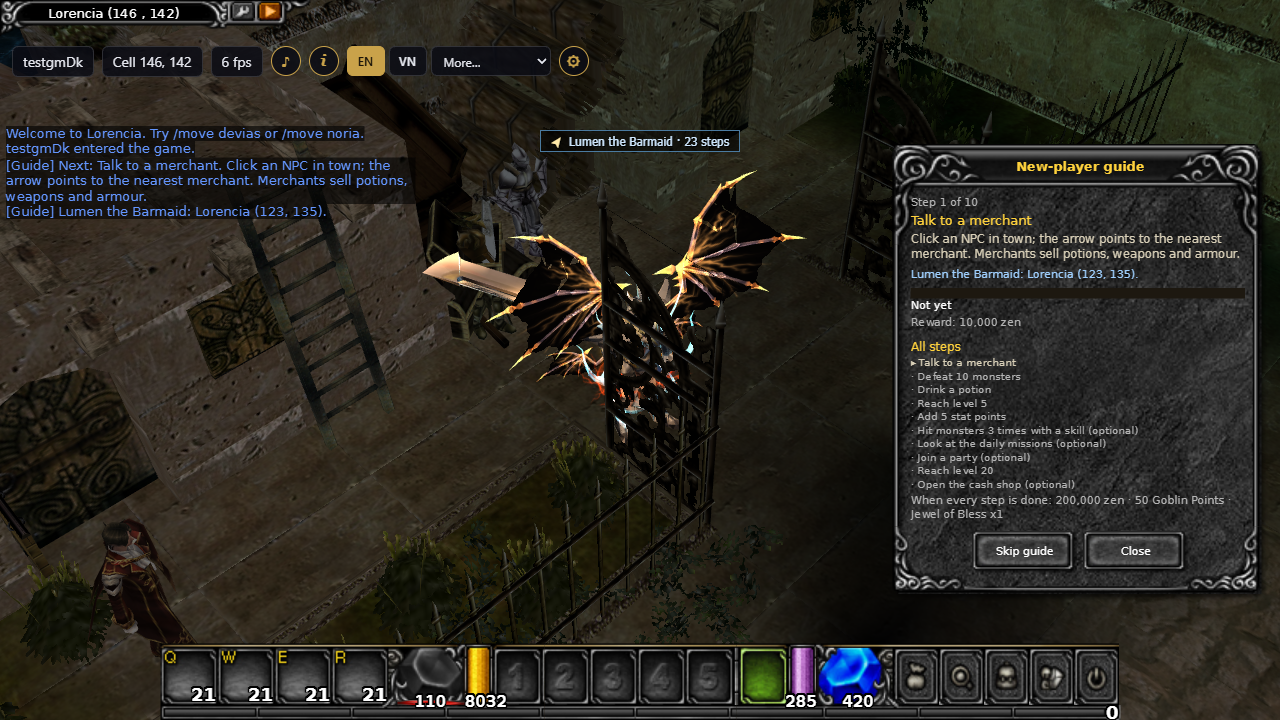 Lorencia (146 , 142)
testgmDk
Cell 146, 142
6 fps
i
EN
VN
More...
Welcome to Lorencia. Try /move devias or /move noria.
testgmDk entered the game.
[Guide] Next: Talk to a merchant. Click an NPC in town; the
arrow points to the nearest merchant. Merchants sell potions,
weapons and armour.
[Guide] Lumen the Barmaid: Lorencia (123, 135).
Lumen the Barmaid · 23 steps
New-player guide
Step 1 of 10
Talk to a merchant
Click an NPC in town; the arrow points to the nearest
merchant. Merchants sell potions, weapons and armour.
Lumen the Barmaid: Lorencia (123, 135).
Not yet
Reward: 10,000 zen
All steps
▸ Talk to a merchant
· Defeat 10 monsters
· Drink a potion
· Reach level 5
· Add 5 stat points
· Hit monsters 3 times with a skill (optional)
· Look at the daily missions (optional)
· Join a party (optional)
· Reach level 20
· Open the cash shop (optional)
When every step is done: 200,000 zen · 50 Goblin Points ·
Jewel of Bless x1
Skip guide
Close
Q
W
E
R
21
21
21
21
110
8032
1
2
3
4
5
285
420
0